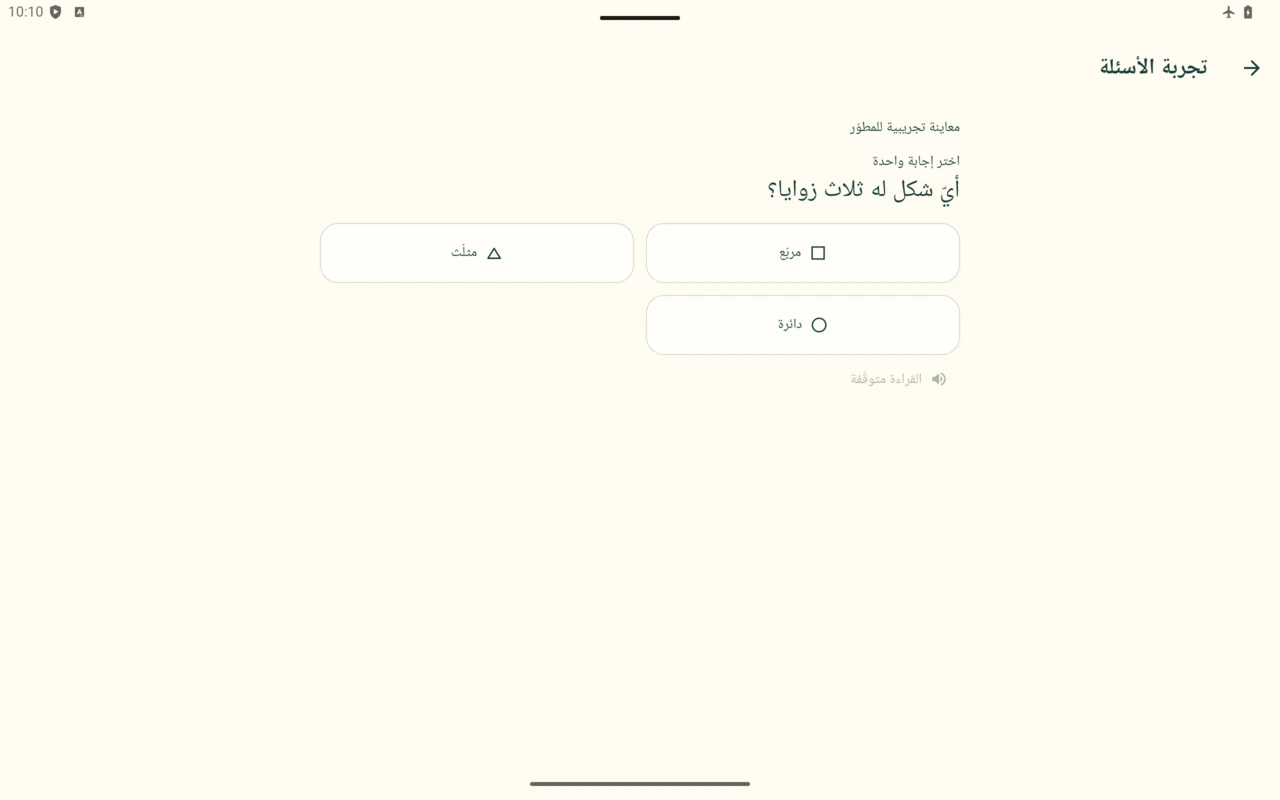 10:10
تجربة الأسئلة
معاينة تجريبية للمطوّر
اختر إجابة واحدة
أيّ شكل له ثلاث زوايا؟
مربّع
مثلّث
دائرة
القراءة متوقّفة